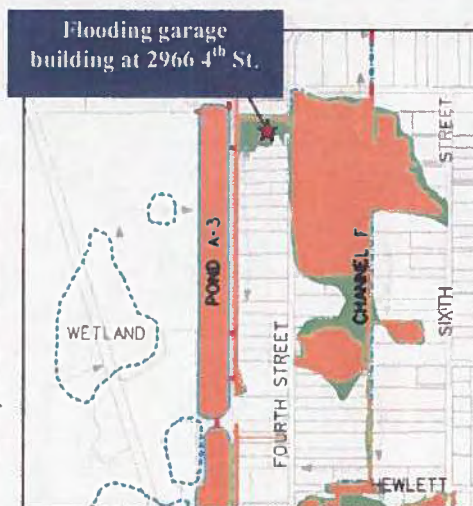 Flooding garage
building at 2966 4th St.
STREET
POND A-3
CHANNEL F
WETLAND
SIXTH
FOURTH STREET
HEWLETT